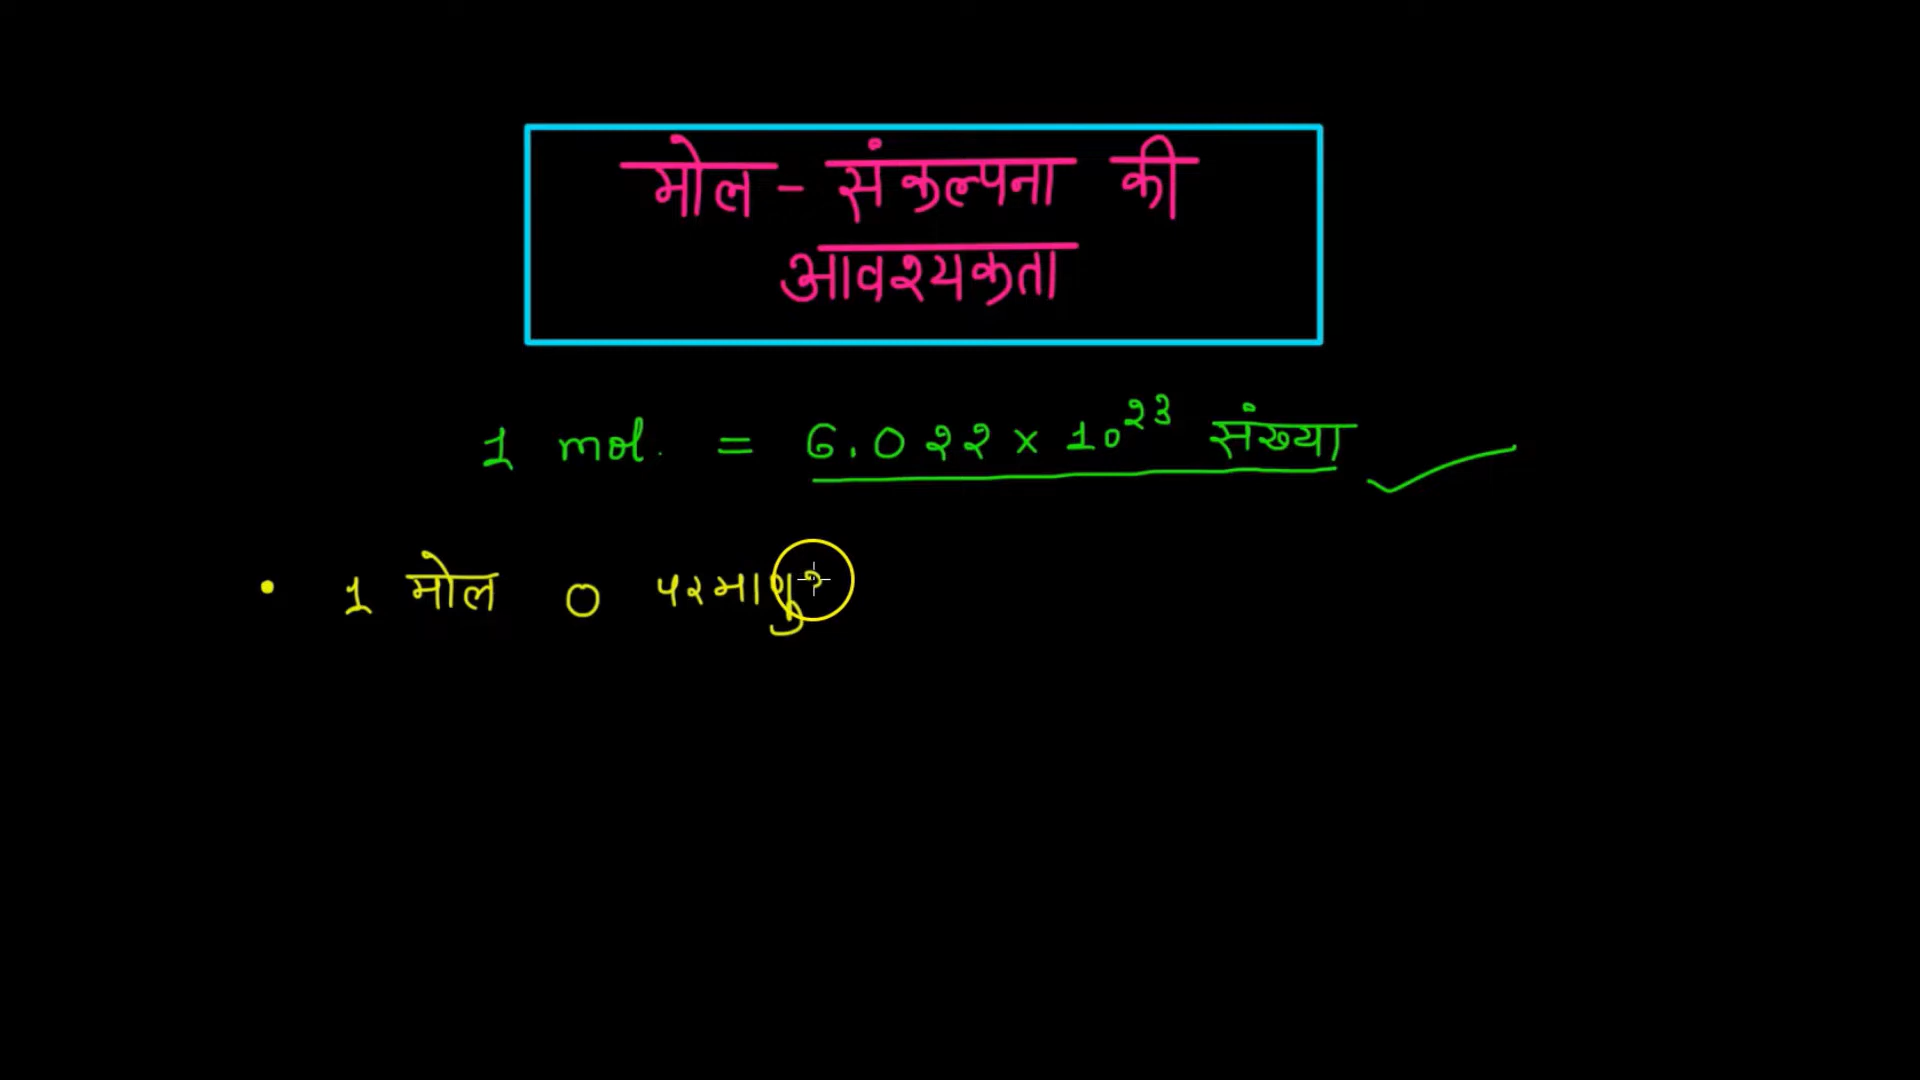 मोल - संकल्पना की
आवश्यकता
1 mol. = 6.022 × 10²³ संख्या
• 1 मोल O परमाणु